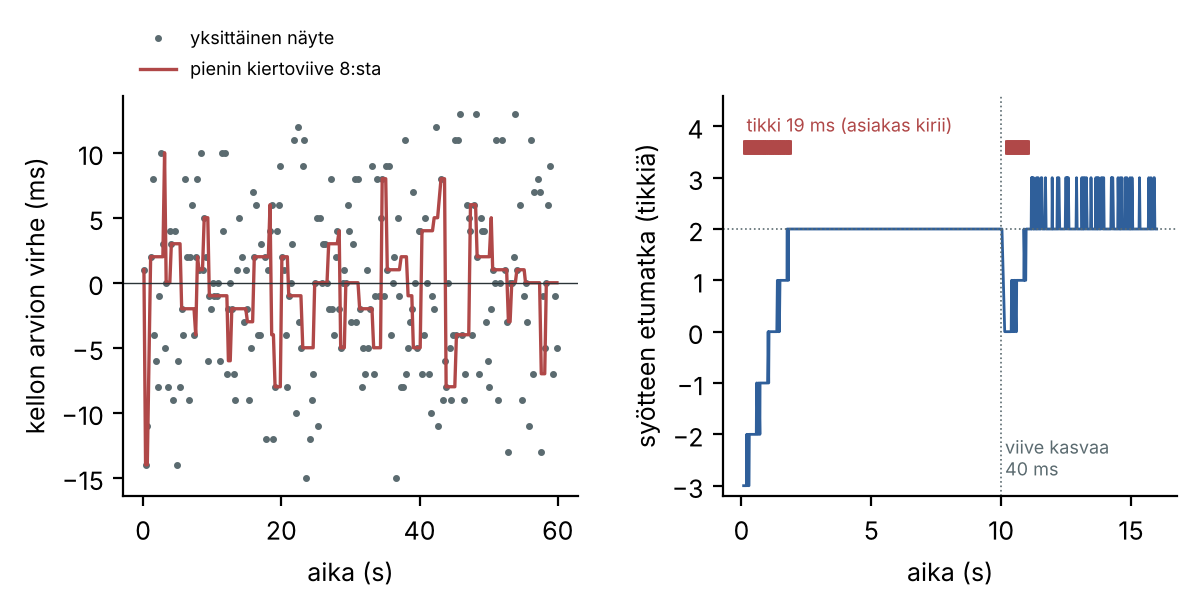 yksittäinen näyte
pienin kiertoviive 8:sta
kellon arvion virhe (ms)
10
5
0
−5
−10
−15
0
20
40
60
aika (s)
syötteen etumatka (tikkiä)
4
3
2
1
0
−1
−2
−3
tikki 19 ms (asiakas kirii)
viive kasvaa
40 ms
0
5
10
15
aika (s)